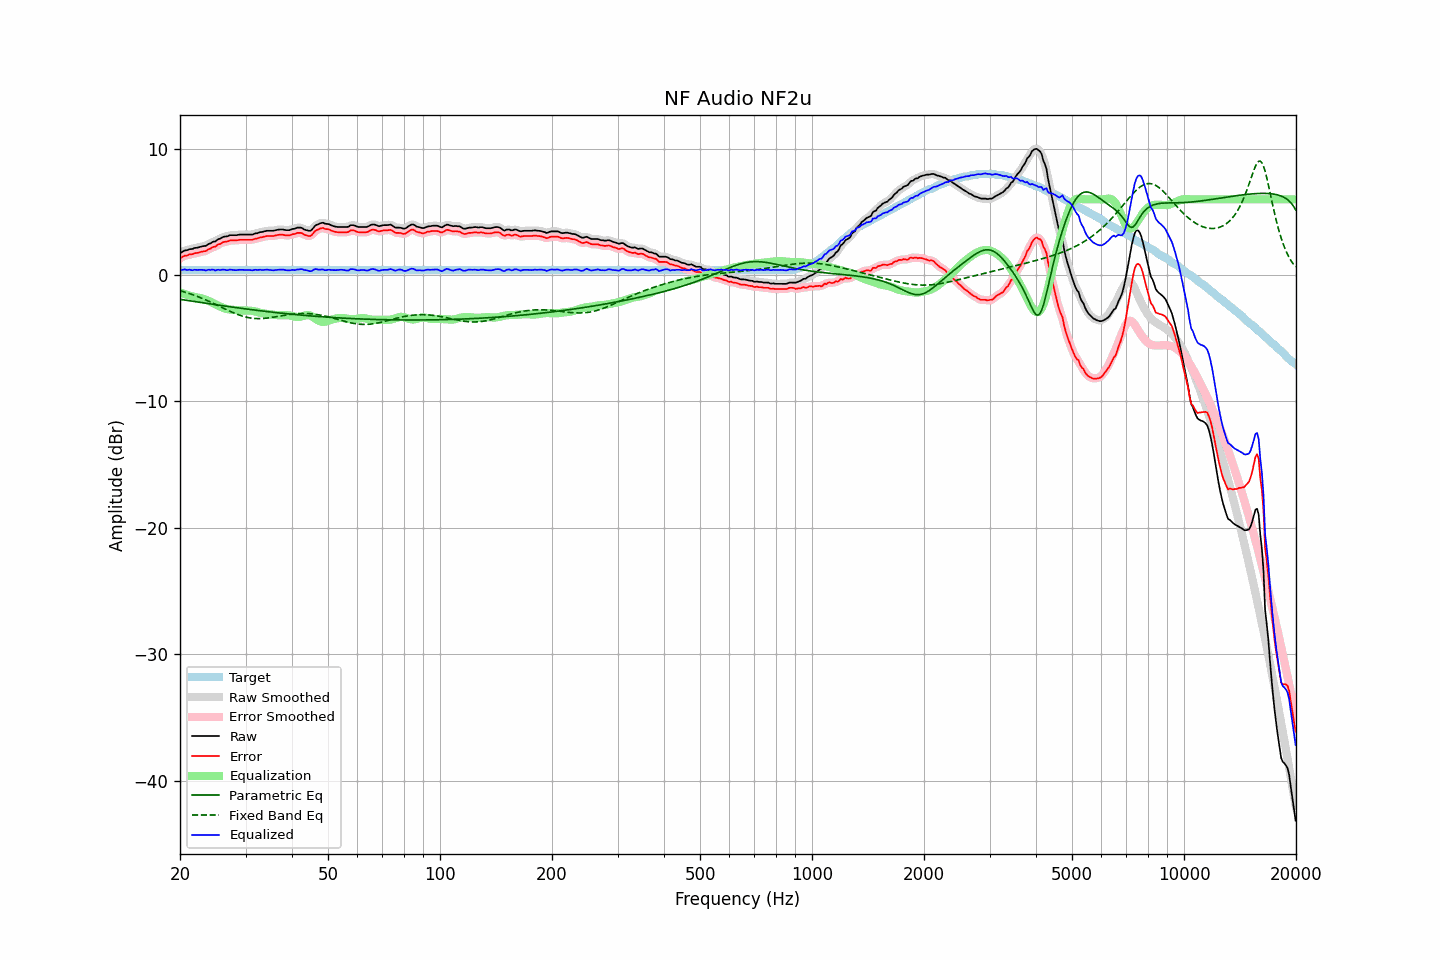 NF Audio NF2u
10
0
−10
−20
−30
−40
Amplitude (dBr)
Target
Raw Smoothed
Error Smoothed
Raw
Error
Equalization
Parametric Eq
Fixed Band Eq
Equalized
20 50 100 200 500 1000 2000 5000 10000 20000
Frequency (Hz)